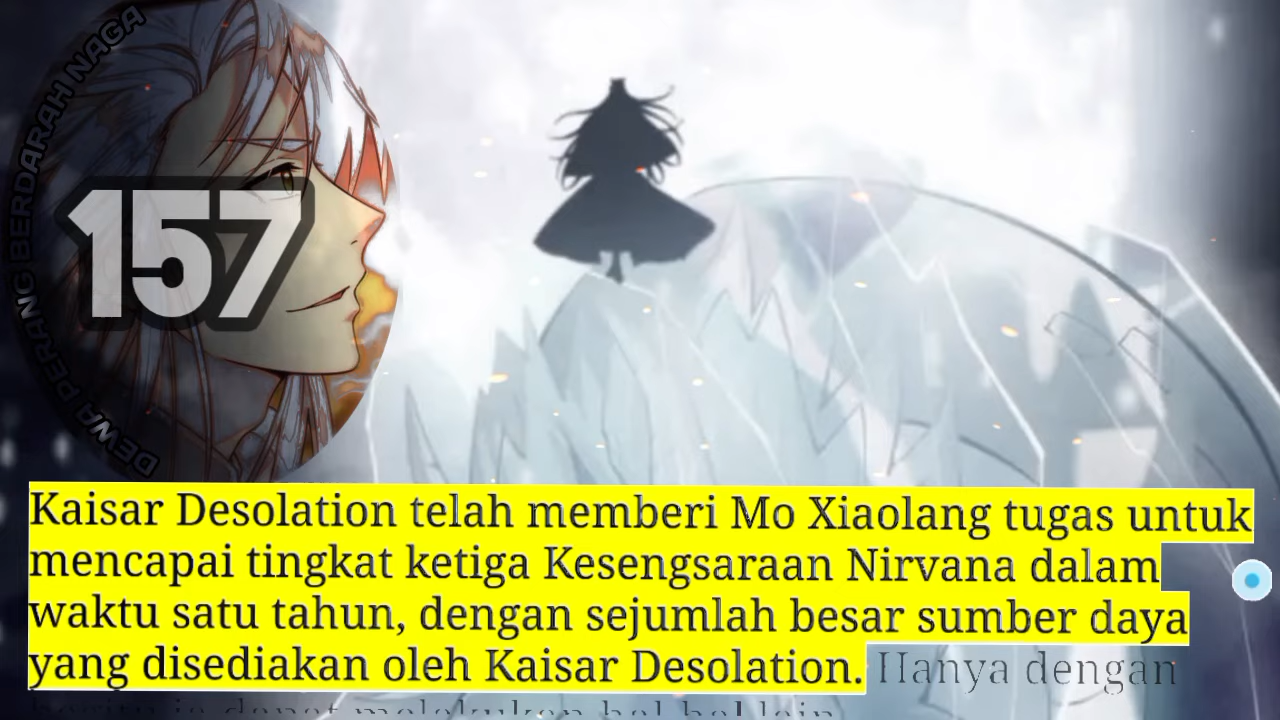 DEWA PERANG BERDARAH NAGA
157
Kaisar Desolation telah memberi Mo Xiaolang tugas untuk
mencapai tingkat ketiga Kesengsaraan Nirvana dalam
waktu satu tahun, dengan sejumlah besar sumber daya
yang disediakan oleh Kaisar Desolation. Hanya dengan